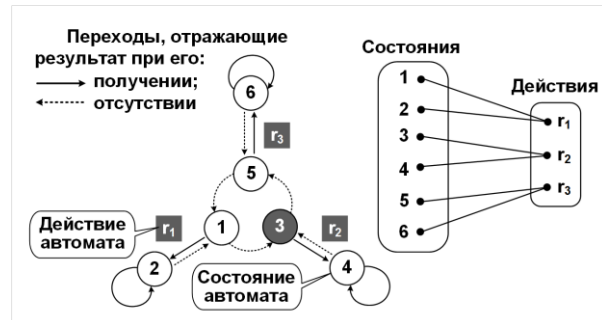 Переходы, отражающие
результат при его:
получении;
отсутствии
6
r3
5
Действие
автомата
r1
1
3
r2
2
Состояние
автомата
4
Состояния
1
2
3
4
5
6
Действия
r1
r2
r3